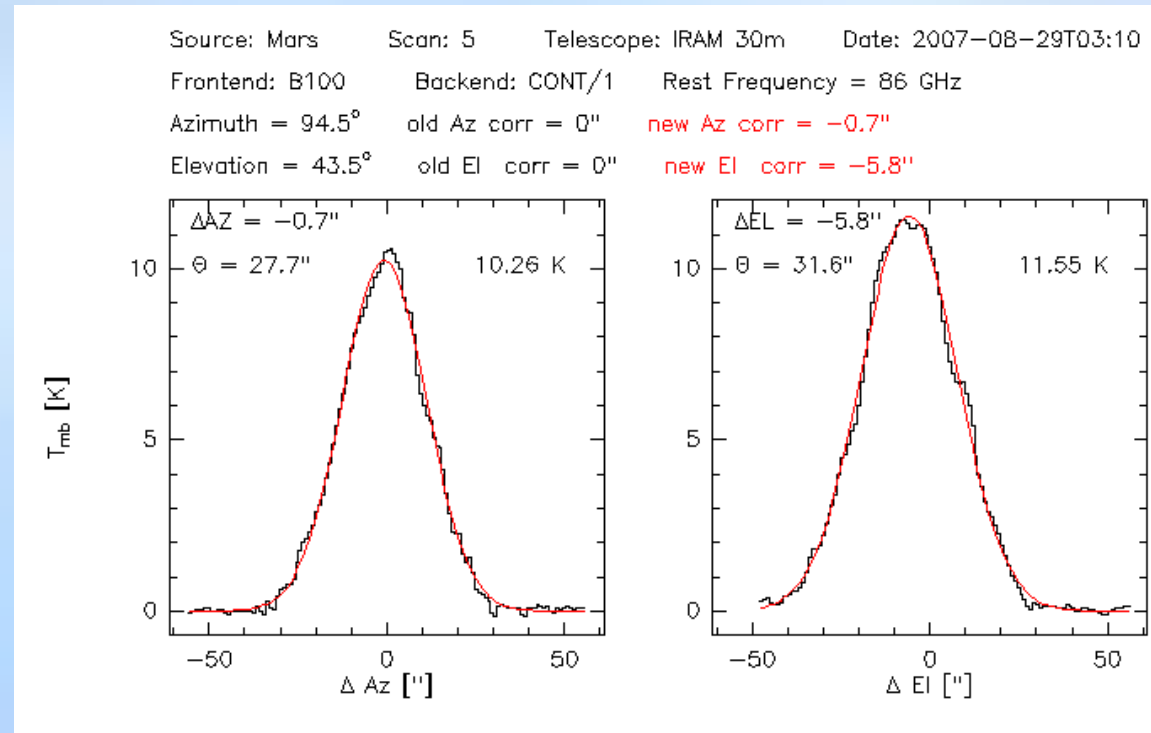 Source: Mars Scan: 5 Telescope: IRAM 30m Date: 2007-08-29T03:10
Frontend: B100 Backend: CONT/1 Rest Frequency = 86 GHz
Azimuth = 94.5° old Az corr = 0" new Az corr = -0.7"
Elevation = 43.5° old El corr = 0" new El corr = -5.8"
ΔAZ = -0.7"
θ = 27.7" 10.26 K
ΔEL = -5.8"
θ = 31.6" 11.55 K
T_mb [K]
10
5
0
-50 0 50
Δ Az ["]
10
5
0
-50 0 50
Δ El ["]